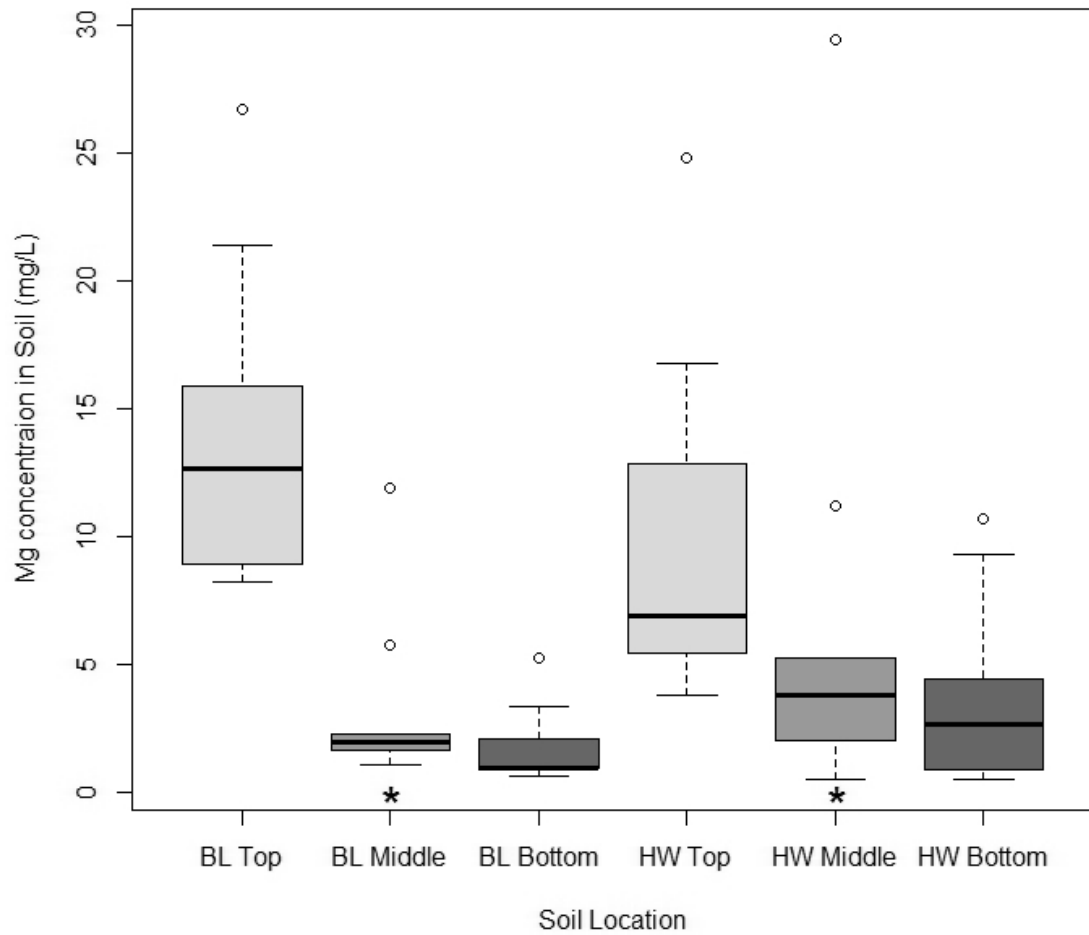 Mg concentraion in Soil (mg/L)
30
25
20
15
10
5
0
* *
BL Top BL Middle BL Bottom HW Top HW Middle HW Bottom
Soil Location